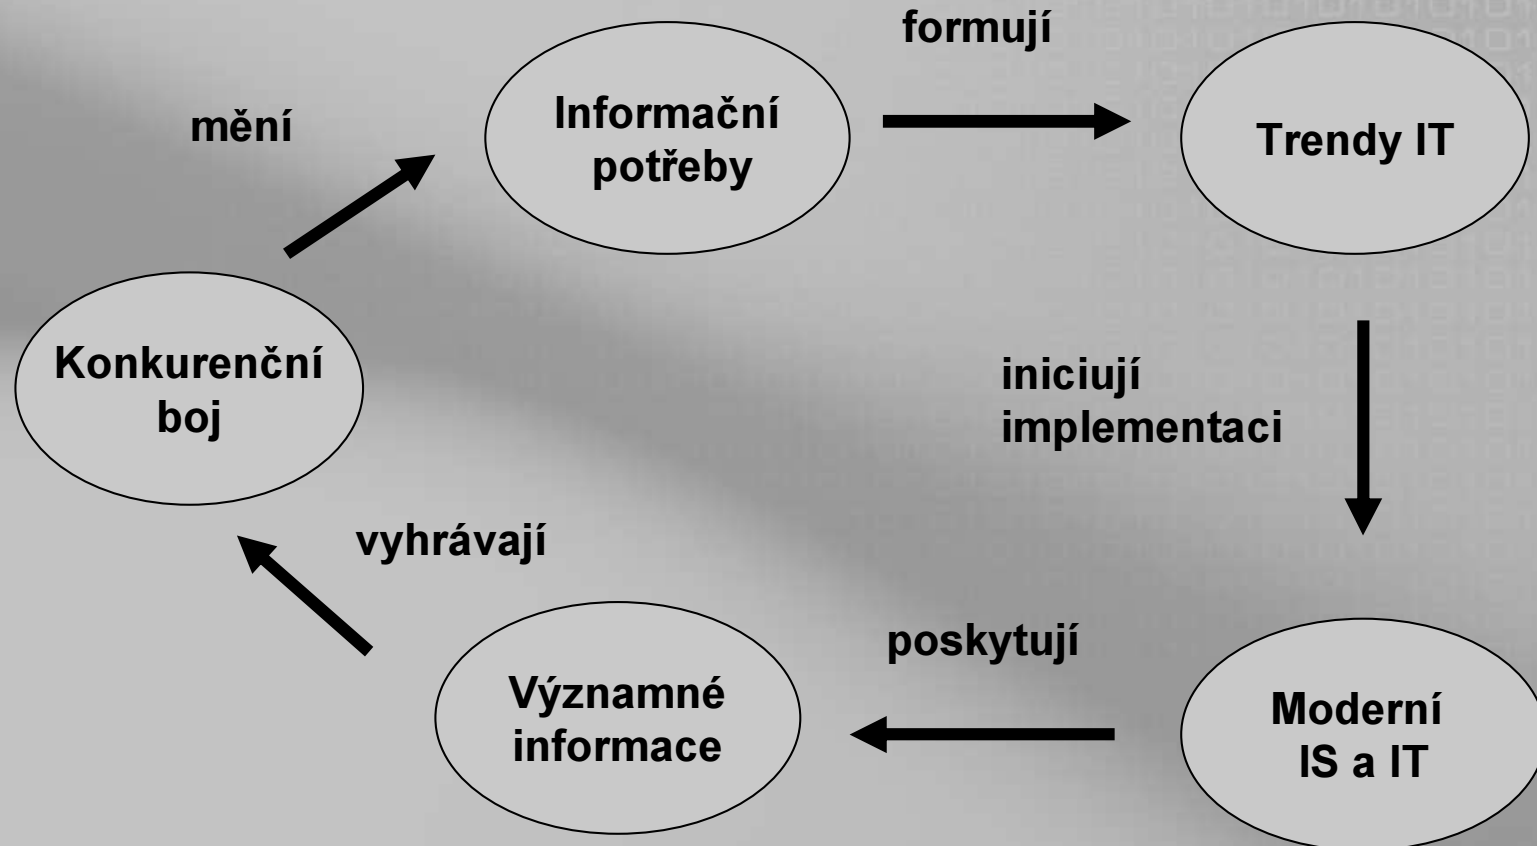 formují
mění
Informační
potřeby
Trendy IT
Konkurenční
boj
iniciují
implementaci
vyhrávají
poskytují
Významné
informace
Moderní
IS a IT